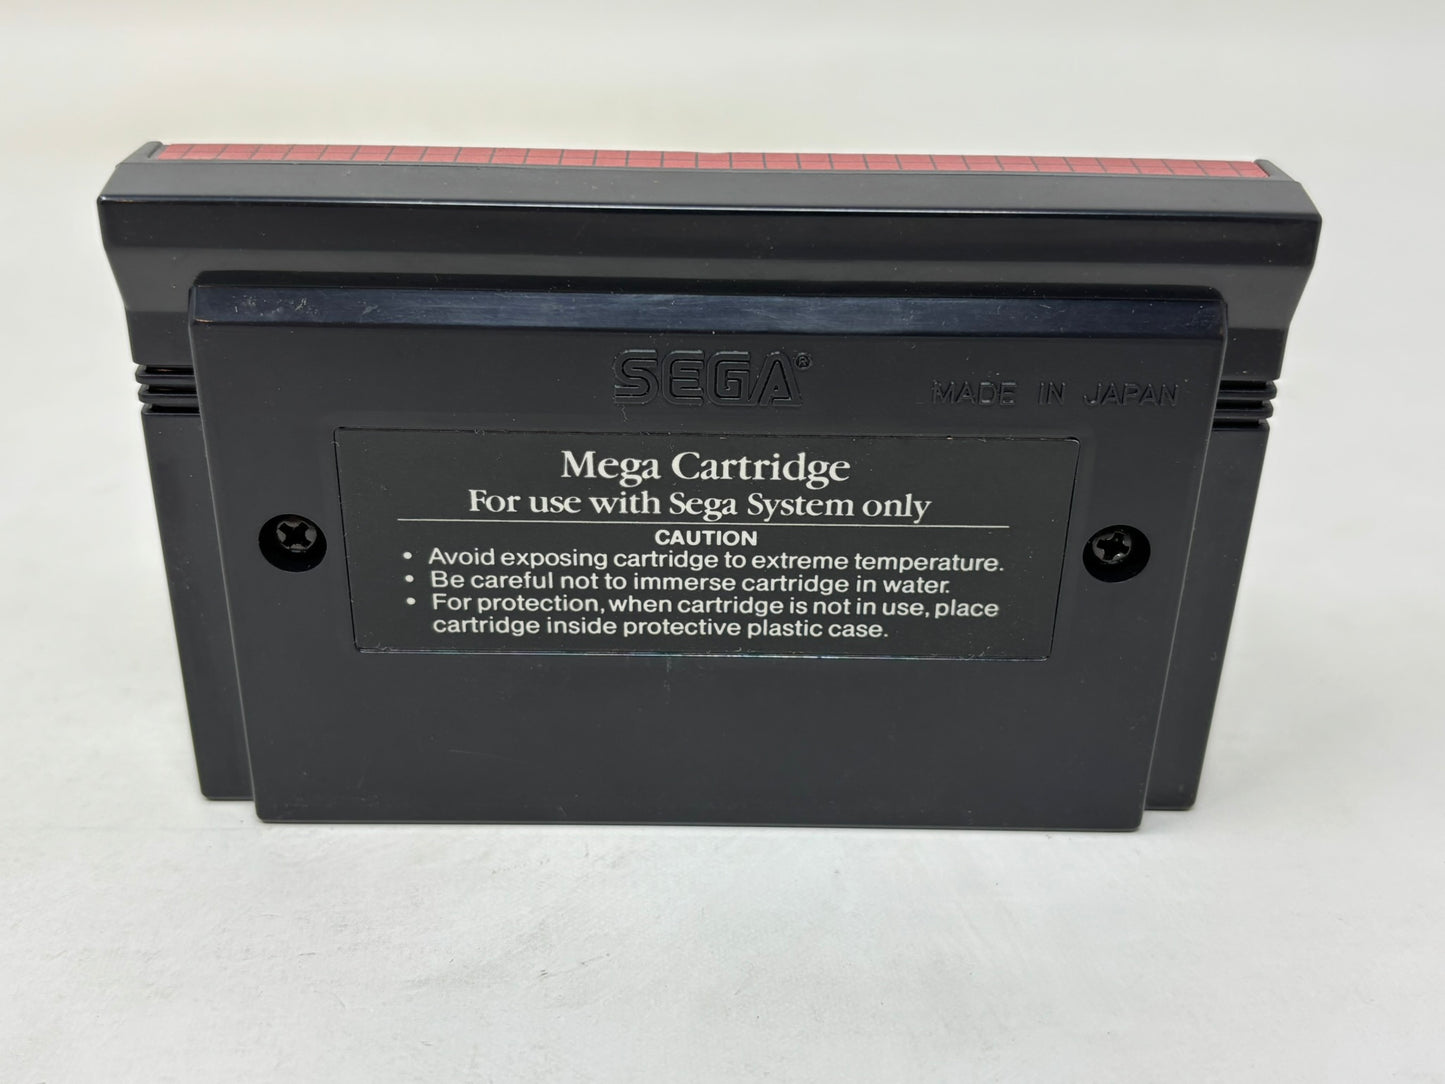 SEGA®
MADE IN JAPAN
Mega Cartridge
For use with Sega System only
CAUTION
• Avoid exposing cartridge to extreme temperature.
• Be careful not to immerse cartridge in water.
• For protection, when cartridge is not in use, place
cartridge inside protective plastic case.